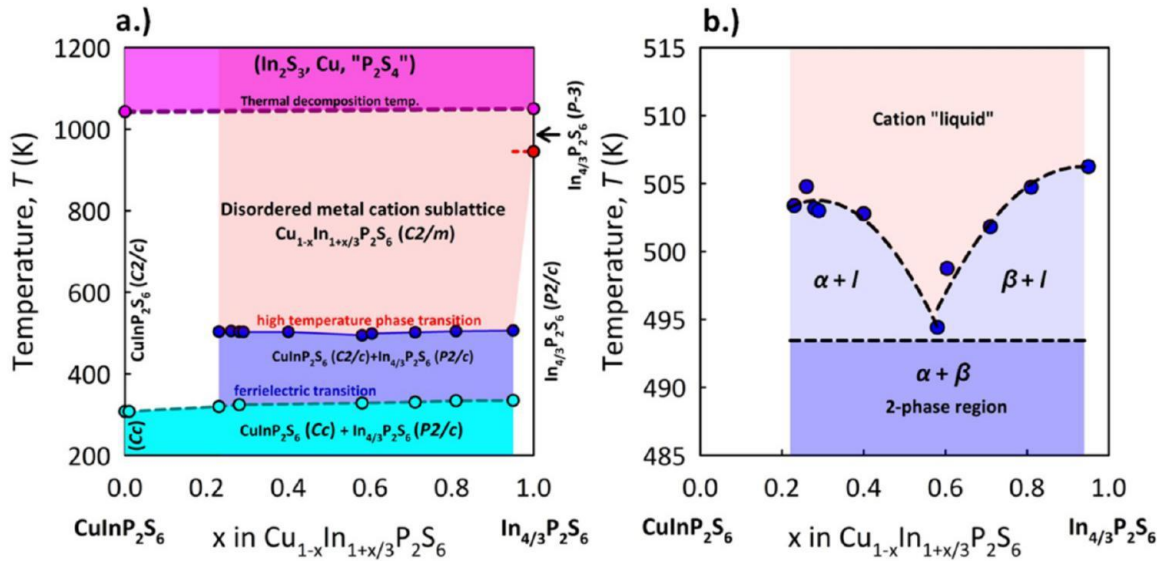 a.)
1200
1000
800
600
400
200
Temperature, T (K)
(In2S3, Cu, "P2S4")
Thermal decomposition temp.
Disordered metal cation sublattice
Cu1-xIn1+x/3P2S6 (C2/m)
high temperature phase transition
CuInP2S6 (C2/c)+In4/3P2S6 (P2/c)
ferrielectric transition
CuInP2S6 (Cc) + In4/3P2S6 (P2/c)
CuInP2S6 (C2/c)
(Cc)
In4/3P2S6 (P-3)
In4/3P2S6 (P2/c)
0.0 0.2 0.4 0.6 0.8 1.0
CuInP2S6 x in Cu1-xIn1+x/3P2S6 In4/3P2S6
b.)
515
510
505
500
495
490
485
Temperature, T (K)
Cation "liquid"
α + l
β + l
α + β
2-phase region
0.0 0.2 0.4 0.6 0.8 1.0
CuInP2S6 x in Cu1-xIn1+x/3P2S6 In4/3P2S6